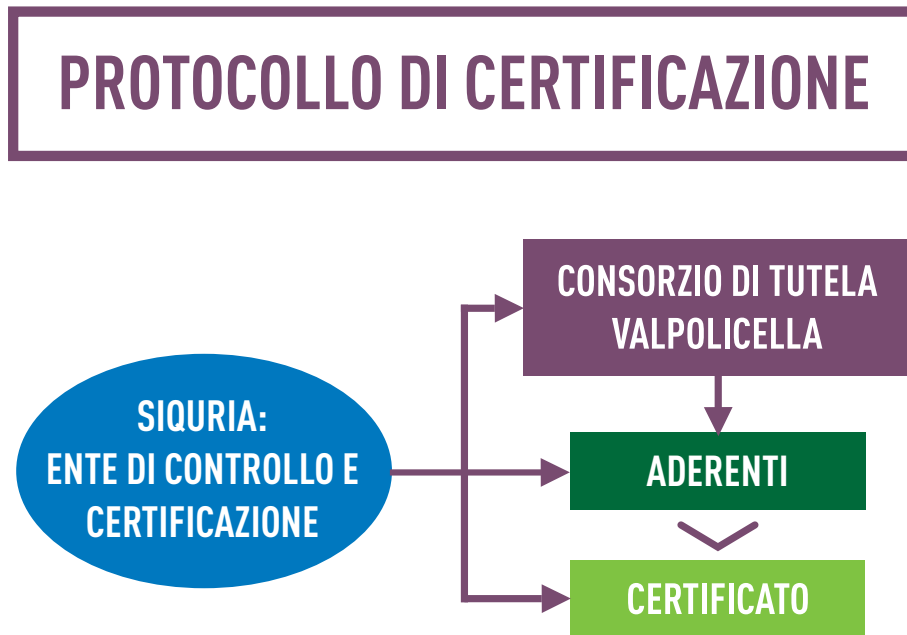 PROTOCOLLO DI CERTIFICAZIONE
CONSORZIO DI TUTELA
VALPOLICELLA
SIQURIA:
ENTE DI CONTROLLO E
CERTIFICAZIONE
ADERENTI
CERTIFICATO